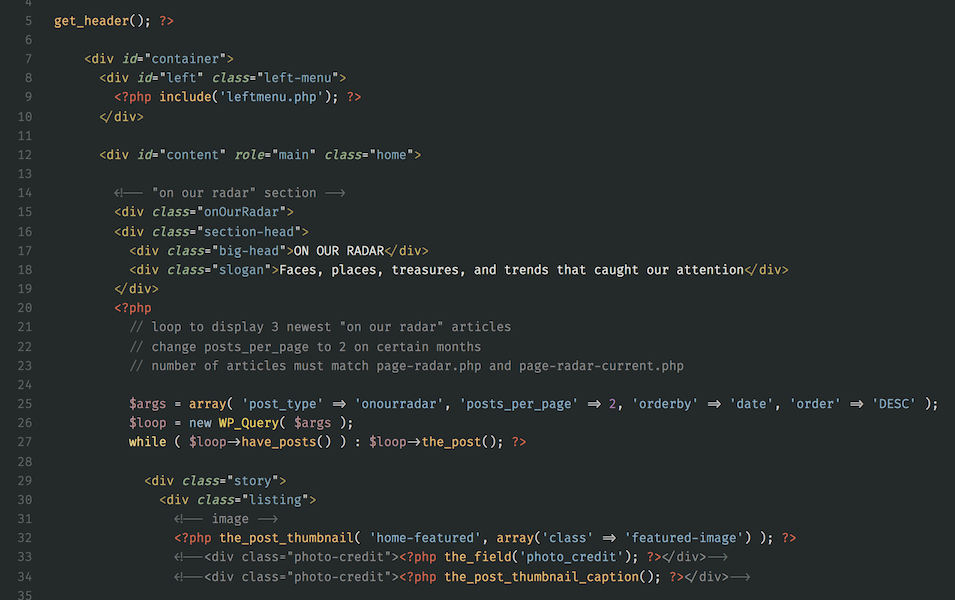 4
5 get_header(); ?>
6
7 <div id="container">
8 <div id="left" class="left-menu">
9 <?php include('leftmenu.php'); ?>
10 </div>
11
12 <div id="content" role="main" class="home">
13
14 <!-- "on our radar" section -->
15 <div class="onOurRadar">
16 <div class="section-head">
17 <div class="big-head">ON OUR RADAR</div>
18 <div class="slogan">Faces, places, treasures, and trends that caught our attention</div>
19 </div>
20 <?php
21 // loop to display 3 newest "on our radar" articles
22 // change posts_per_page to 2 on certain months
23 // number of articles must match page-radar.php and page-radar-current.php
24
25 $args = array( 'post_type' => 'onourradar', 'posts_per_page' => 2, 'orderby' => 'date', 'order' => 'DESC' );
26 $loop = new WP_Query( $args );
27 while ( $loop->have_posts() ) : $loop->the_post(); ?>
28
29 <div class="story">
30 <div class="listing">
31 <!-- image -->
32 <?php the_post_thumbnail( 'home-featured', array('class' => 'featured-image') ); ?>
33 <!--<div class="photo-credit"><?php the_field('photo_credit'); ?></div>-->
34 <!--<div class="photo-credit"><?php the_post_thumbnail_caption(); ?></div>-->
35